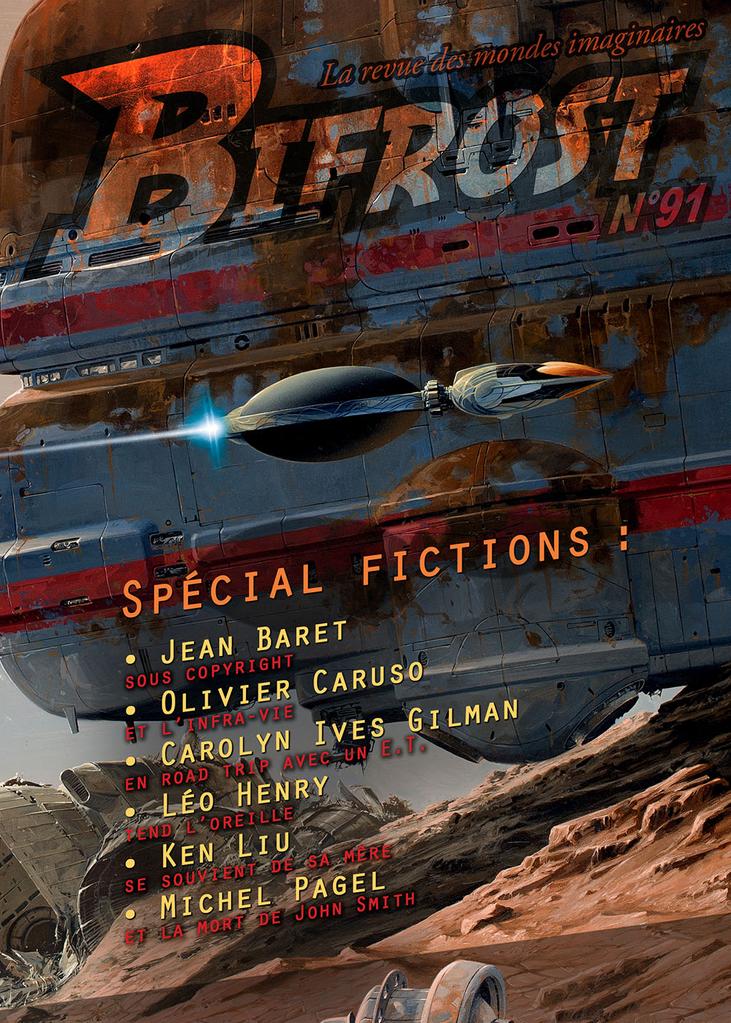 La revue des mondes imaginaires
BIFROST
N°91
SPÉCIAL FICTIONS :
• JEAN BARET
SOUS COPYRIGHT
• OLIVIER CARUSO
ET L'INFRA-VIE
• CAROLYN IVES GILMAN
EN ROAD TRIP AVEC UN E.T.
• LÉO HENRY
TEND L'OREILLE
• KEN LIU
SE SOUVIENT DE SA MÈRE
• MICHEL PAGEL
ET LA MORT DE JOHN SMITH